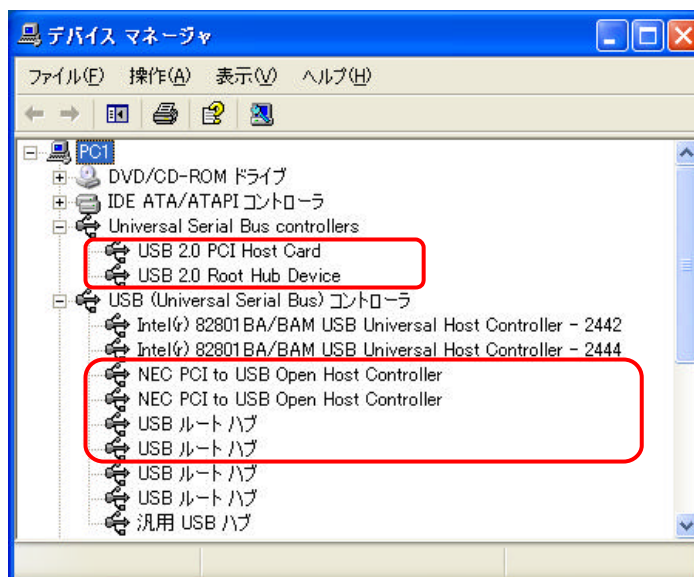 デバイス マネージャ
ファイル(F) 操作(A) 表示(V) ヘルプ(H)
PC1
DVD/CD-ROM ドライブ
IDE ATA/ATAPI コントローラ
Universal Serial Bus controllers
USB 2.0 PCI Host Card
USB 2.0 Root Hub Device
USB (Universal Serial Bus) コントローラ
Intel(r) 82801BA/BAM USB Universal Host Controller - 2442
Intel(r) 82801BA/BAM USB Universal Host Controller - 2444
NEC PCI to USB Open Host Controller
NEC PCI to USB Open Host Controller
USB ルート ハブ
USB ルート ハブ
USB ルート ハブ
USB ルート ハブ
汎用 USB ハブ